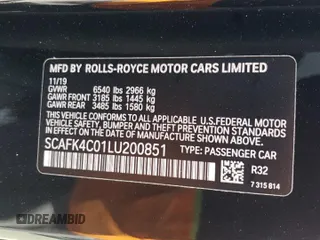 MFD BY ROLLS-ROYCE MOTOR CARS LIMITED
11/19
GVWR 6540 lbs 2966 kg
GAWR FRONT 3185 lbs 1445 kg
GAWR REAR 3485 lbs 1580 kg
THIS VEHICLE CONFORMS TO ALL APPLICABLE U.S.FEDERAL MOTOR
VEHICLE SAFETY, BUMPER, AND THEFT PREVENTION STANDARDS IN
EFFECT ON THE DATE OF MANUFACTURE SHOWN ABOVE.
SCAFK4C01LU200851 TYPE: PASSENGER CAR
R32
7 315 814
DREAMBID